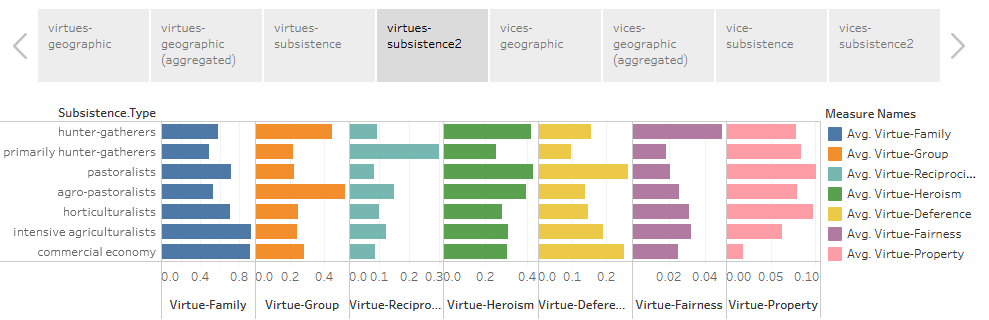 virtues-
geographic
virtues-
geographic
(aggregated)
virtues-
subsistence
virtues-
subsistence2
vices-
geographic
vices-
geographic
(aggregated)
vice-
subsistence
vices-
subsistence2
Subsistence.Type
hunter-gatherers
primarily hunter-gatherers
pastoralists
agro-pastoralists
horticulturalists
intensive agriculturalists
commercial economy
0.0 0.4 0.8 0.0 0.2 0.4 0.0 0.1 0.2 0.3 0.0 0.2 0.4 0.0 0.1 0.2 0.02 0.04 0.00 0.05 0.10
Virtue-Family Virtue-Group Virtue-Recipro... Virtue-Heroism Virtue-Defere... Virtue-Fairness Virtue-Property
Measure Names
Avg. Virtue-Family
Avg. Virtue-Group
Avg. Virtue-Reciproci...
Avg. Virtue-Heroism
Avg. Virtue-Deference
Avg. Virtue-Fairness
Avg. Virtue-Property